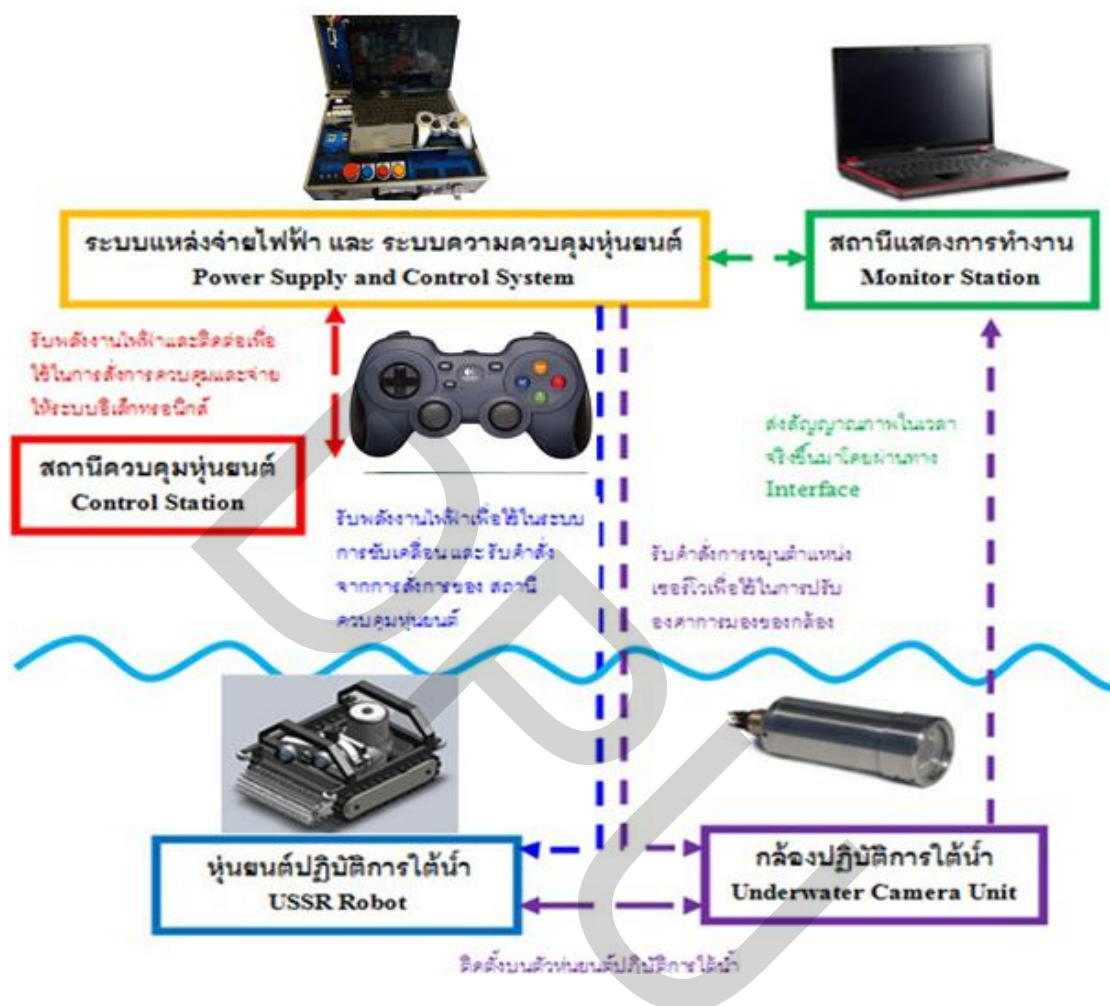 ระบบแหล่งจ่ายไฟฟ้า และ ระบบความควบคุมหุ่นยนต์
Power Supply and Control System
สถานีแสดงการทำงาน
Monitor Station
รับพลังงานไฟฟ้าและติดต่อเพื่อ
ใช้ในการสั่งการควบคุมและจ่าย
ให้ระบบอิเล็กทรอนิกส์
สถานีควบคุมหุ่นยนต์
Control Station
ส่งสัญญาณภาพในเวลา
จริงขึ้นมาโดยผ่านทาง
Interface
รับพลังงานไฟฟ้าเพื่อใช้ในระบบ
การขับเคลื่อน และ รับคำสั่ง
จากการสั่งการของ สถานี
ควบคุมหุ่นยนต์
รับคำสั่งการหมุนตำแหน่ง
เซอร์โวเพื่อใช้ในการปรับ
องศาการมองของกล้อง
หุ่นยนต์ปฏิบัติการใต้น้ำ
USSR Robot
กล้องปฏิบัติการใต้น้ำ
Underwater Camera Unit
ติดตั้งบนตัวหุ่นยนต์ปฏิบัติการใต้น้ำ
DPU